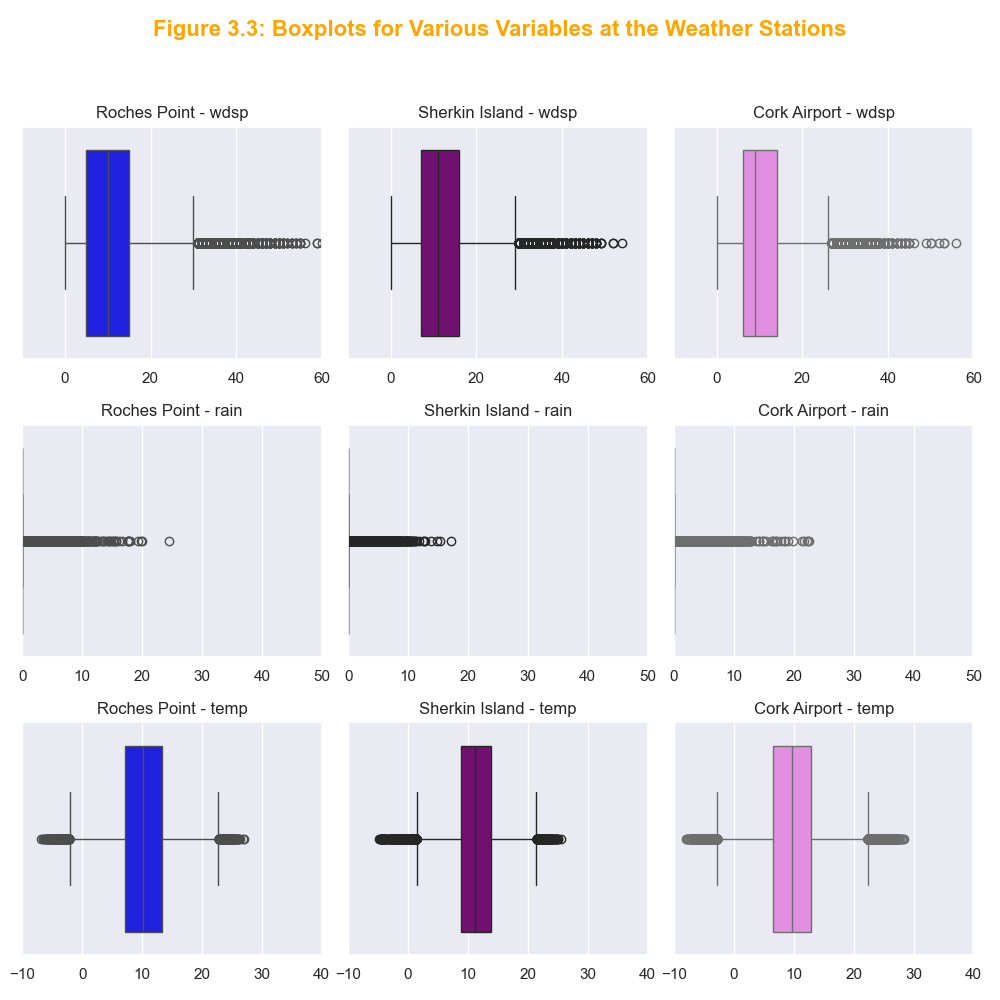 Figure 3.3: Boxplots for Various Variables at the Weather Stations
Roches Point - wdsp
Sherkin Island - wdsp
Cork Airport - wdsp
0 20 40 60
0 20 40 60
0 20 40 60
Roches Point - rain
Sherkin Island - rain
Cork Airport - rain
0 10 20 30 40 50
0 10 20 30 40 50
0 10 20 30 40 50
Roches Point - temp
Sherkin Island - temp
Cork Airport - temp
−10 0 10 20 30 40
−10 0 10 20 30 40
−10 0 10 20 30 40